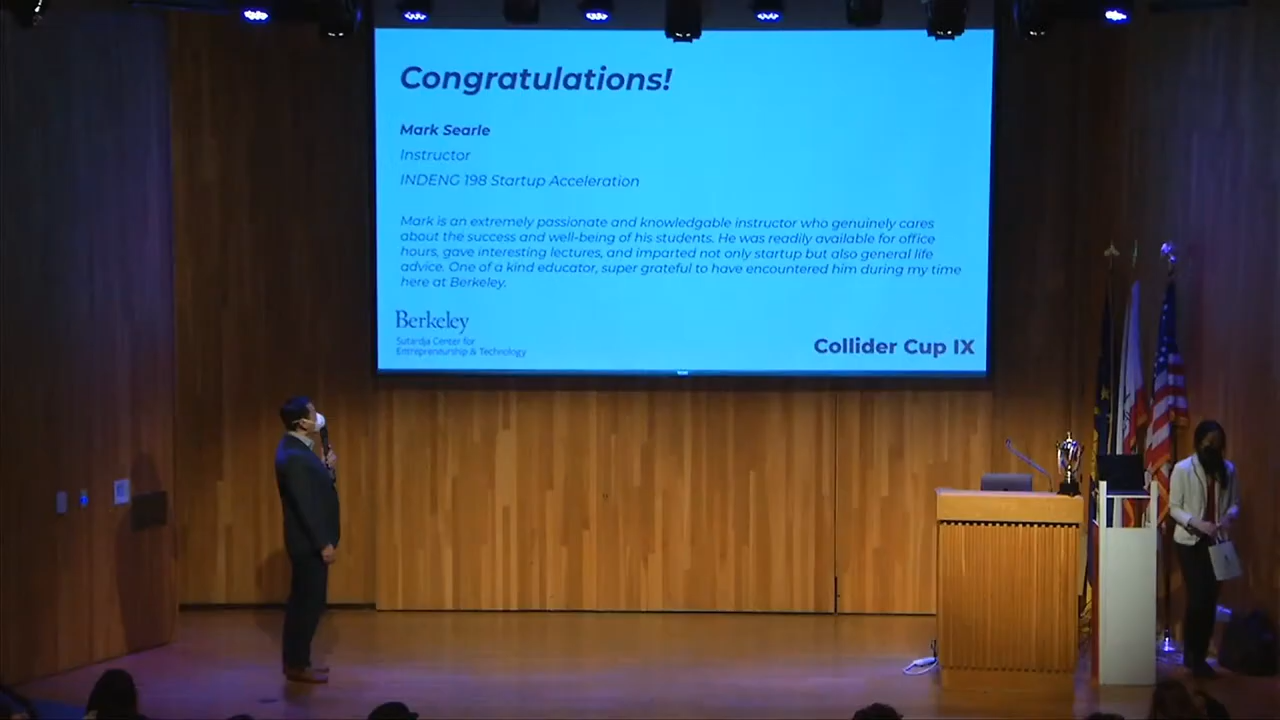 Congratulations!
Mark Searle
Instructor
INDENG 198 Startup Acceleration
Mark is an extremely passionate and knowledgable instructor who genuinely cares
about the success and well-being of his students. He was readily available for office
hours, gave interesting lectures, and imparted not only startup but also general life
advice. One of a kind educator, super grateful to have encountered him during my time
here at Berkeley.
Berkeley
Sutardja Center for
Entrepreneurship & Technology
Collider Cup IX